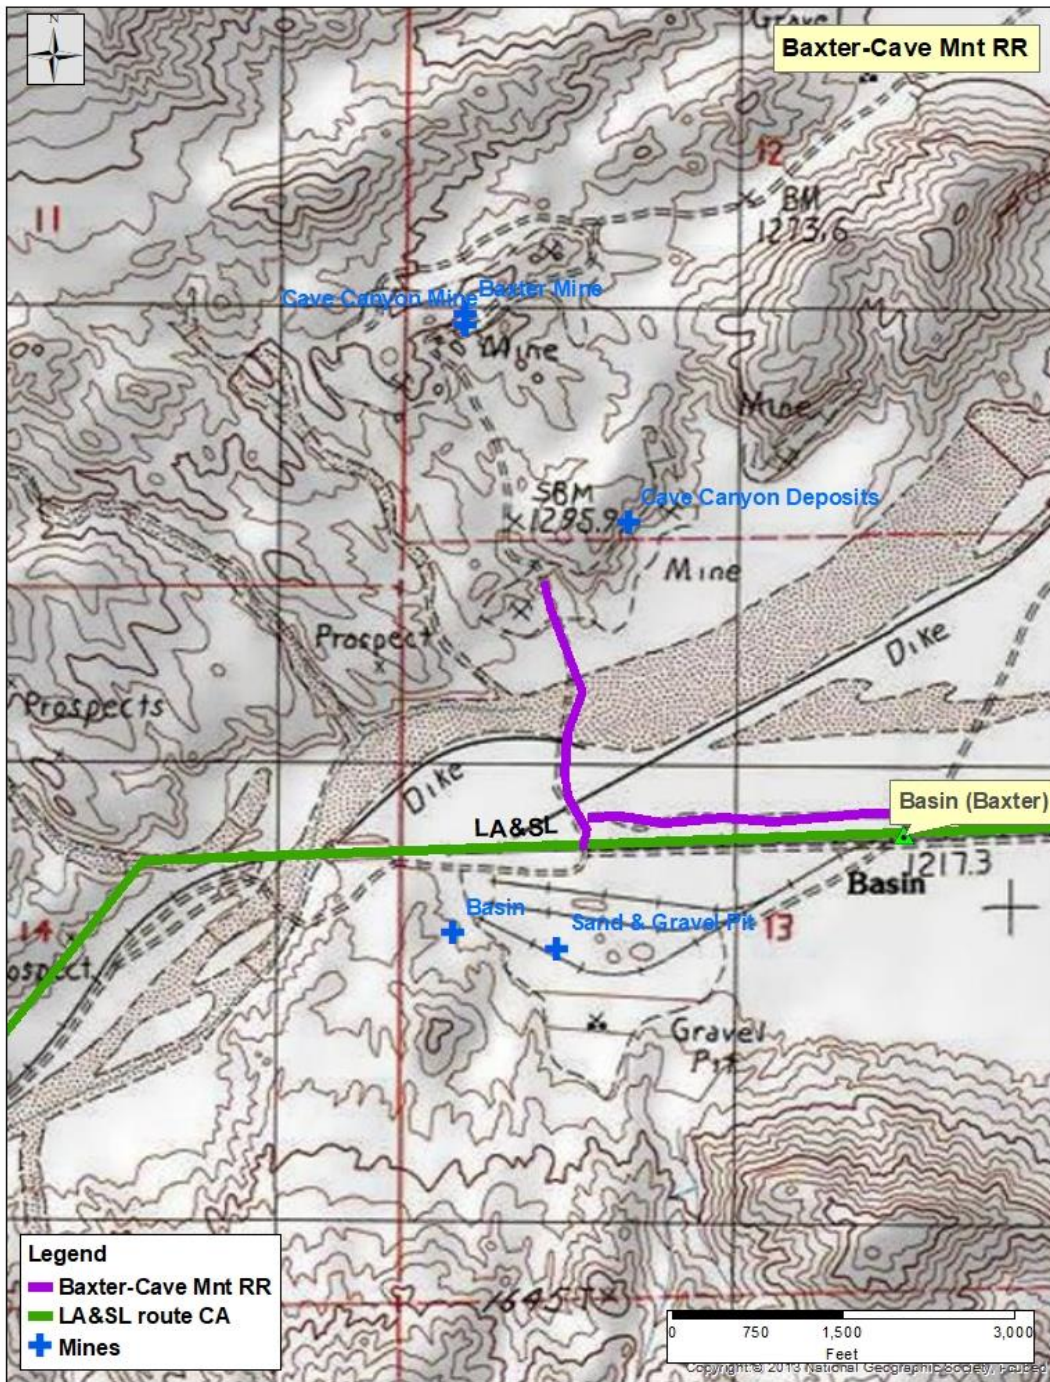 N
Grave
Baxter-Cave Mnt RR
12
11
BM
1273.6
Cave Canyon Mine
Baxter Mine
Mine
Mine
SBM
×1295.9
Cave Canyon Deposits
Mine
Prospect
Prospects
Dike
Dike
Basin (Baxter)
LA&SL
1217.3
Basin
Basin
Sand & Gravel Pit
13
14
ospect
Gravel
Pit
Legend
Baxter-Cave Mnt RR
LA&SL route CA
Mines
0 750 1,500 3,000
Feet
Copyright:© 2013 National Geographic Society, i-cubed